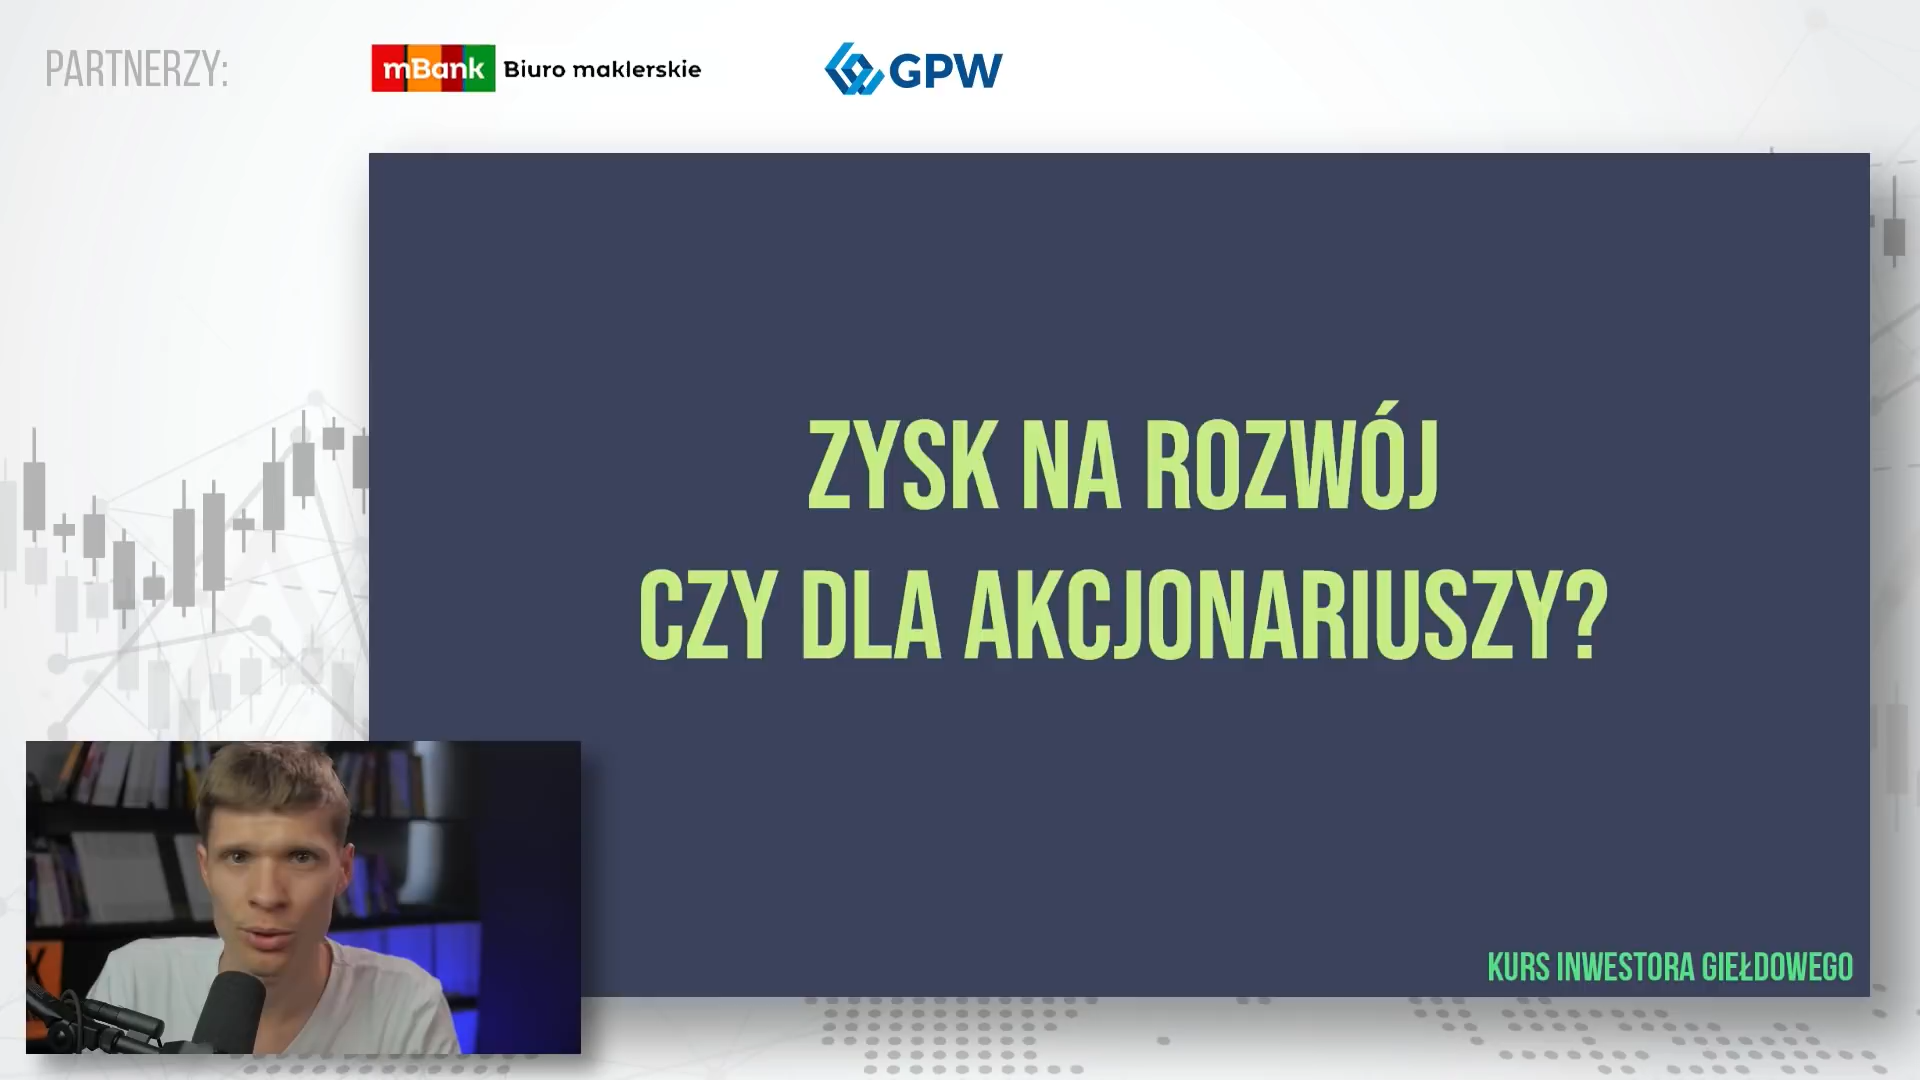 PARTNERZY:
mBank Biuro maklerskie
GPW
ZYSK NA ROZWÓJ
CZY DLA AKCJONARIUSZY?
KURS INWESTORA GIEŁDOWEGO